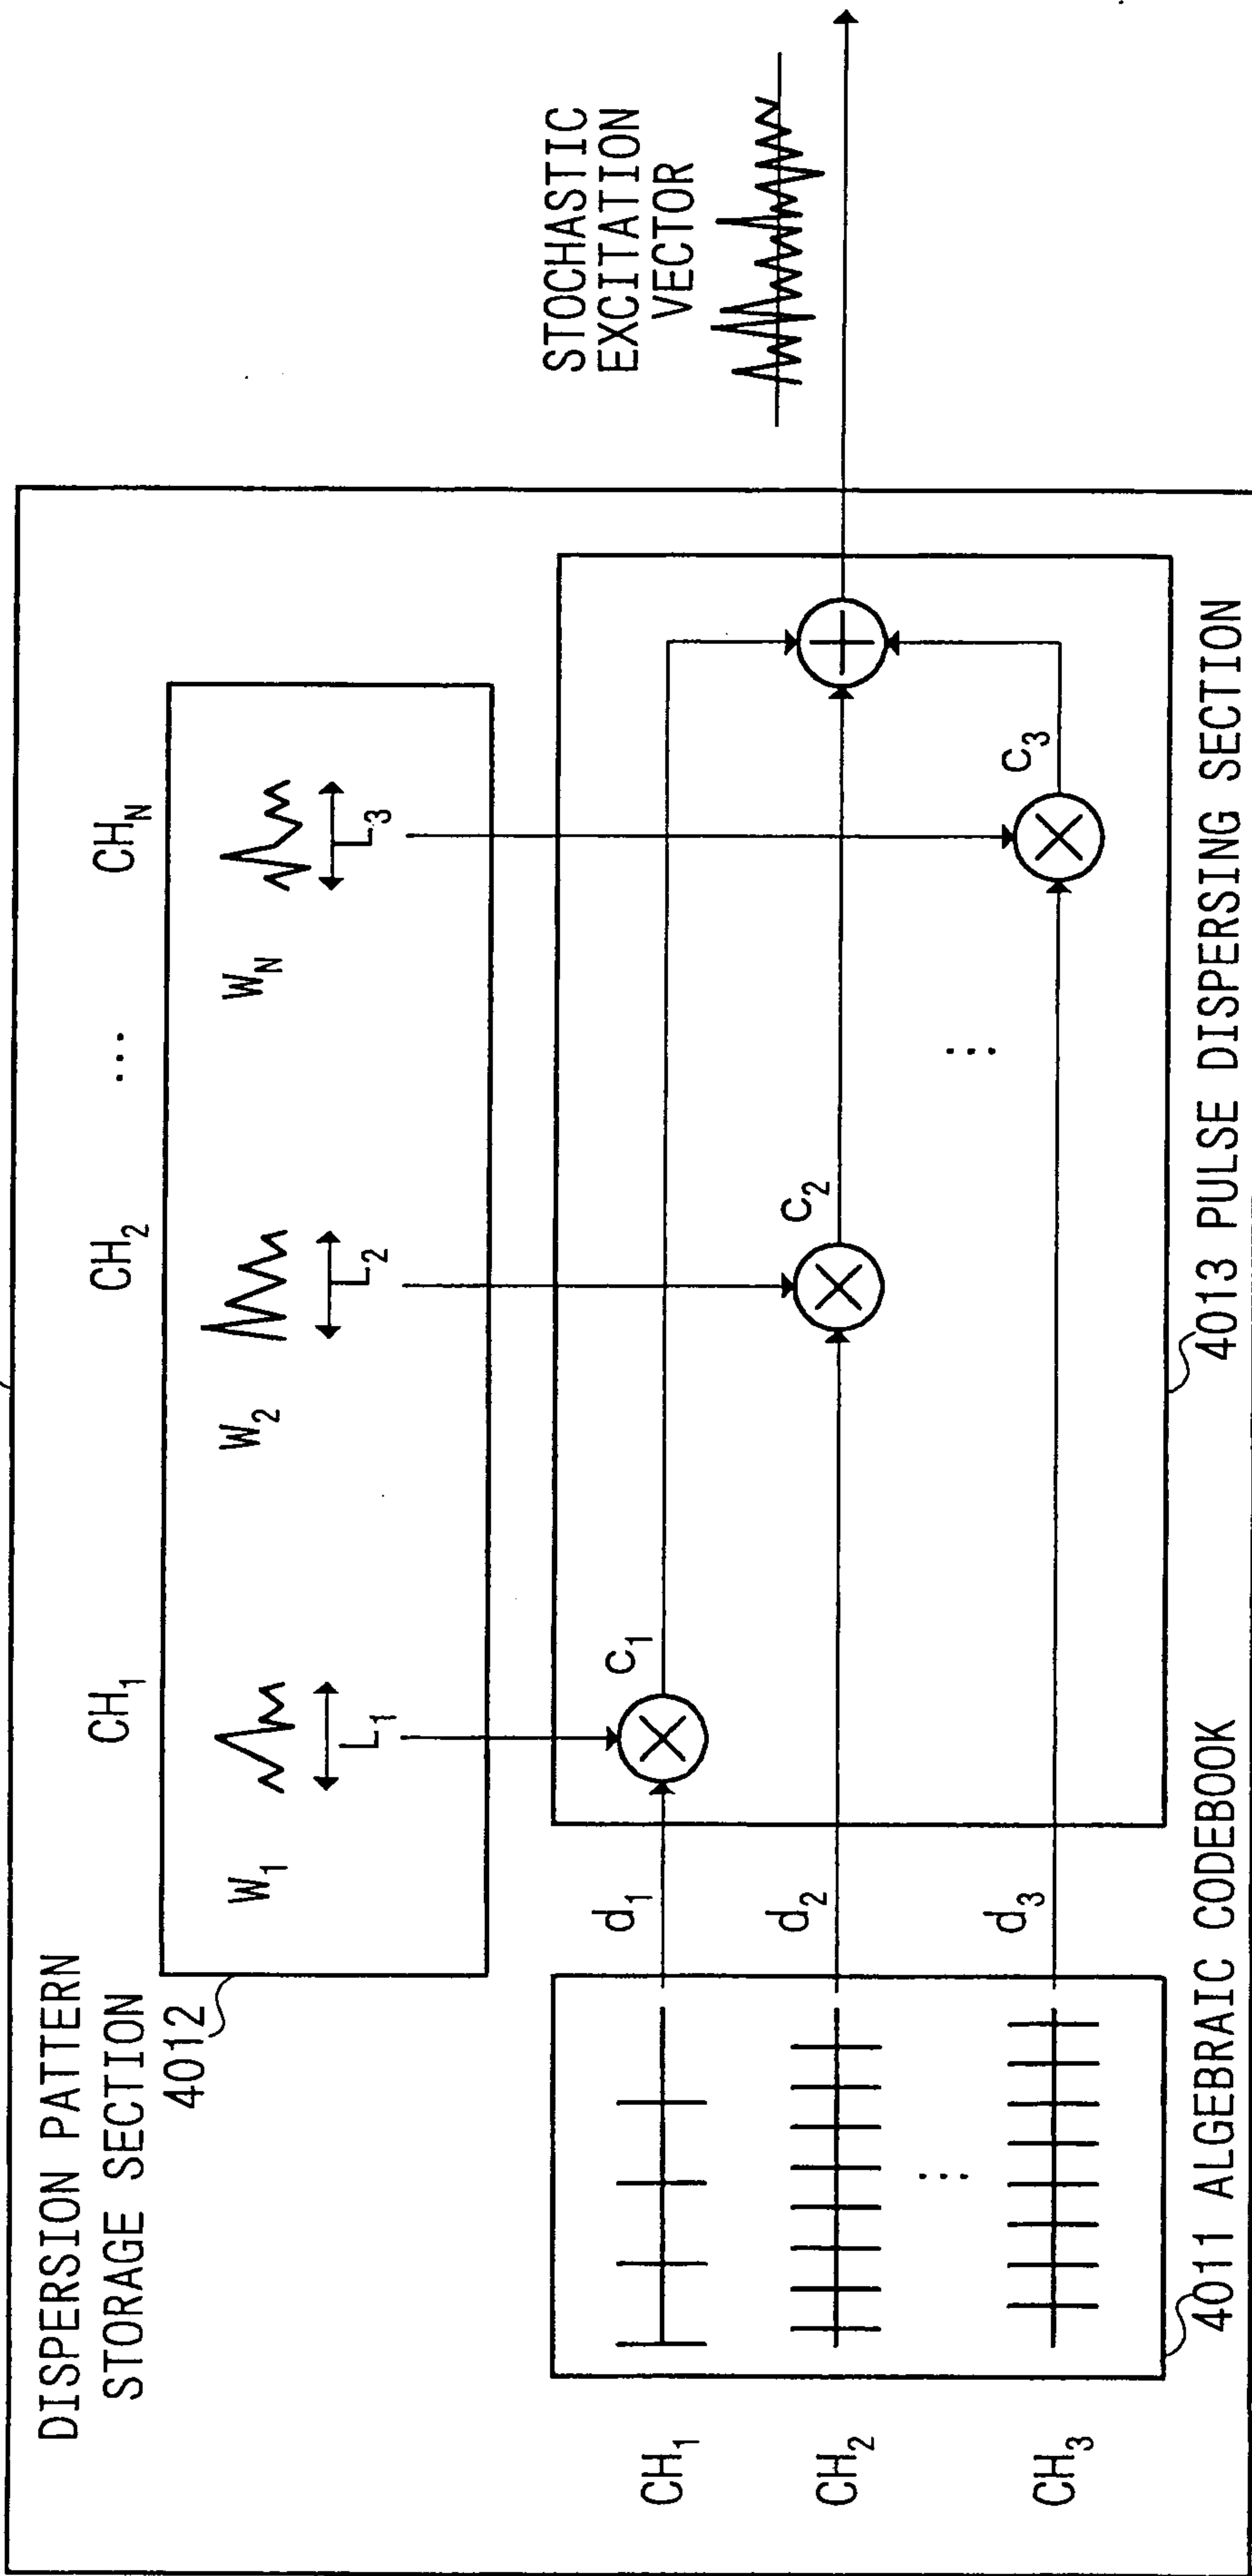 DISPERSION PATTERN
STORAGE SECTION
4012
CH1
CH2
...
CHN
W1
L1
W2
L2
WN
L3
STOCHASTIC
EXCITATION
VECTOR
CH1
d1
C1
CH2
d2
C2
...
...
CH3
d3
C3
4011 ALGEBRAIC CODEBOOK
4013 PULSE DISPERSING SECTION